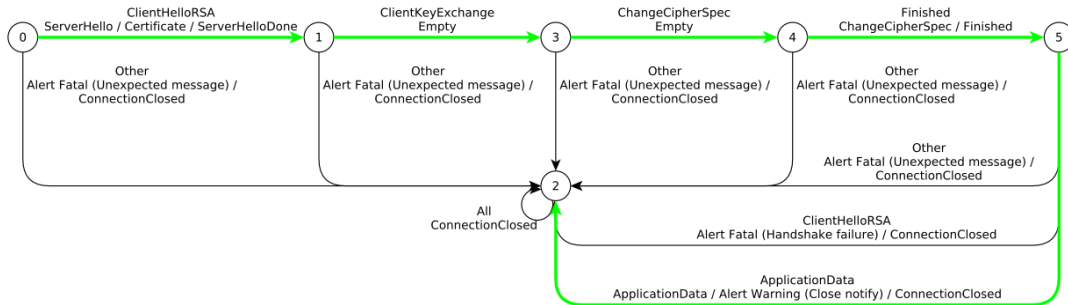 ClientHelloRSA
ServerHello / Certificate / ServerHelloDone
ClientKeyExchange
Empty
ChangeCipherSpec
Empty
Finished
ChangeCipherSpec / Finished
0
1
3
4
5
Other
Alert Fatal (Unexpected message) /
ConnectionClosed
Other
Alert Fatal (Unexpected message) /
ConnectionClosed
Other
Alert Fatal (Unexpected message) /
ConnectionClosed
Other
Alert Fatal (Unexpected message) /
ConnectionClosed
Other
Alert Fatal (Unexpected message) /
ConnectionClosed
2
All
ConnectionClosed
ClientHelloRSA
Alert Fatal (Handshake failure) / ConnectionClosed
ApplicationData
ApplicationData / Alert Warning (Close notify) / ConnectionClosed